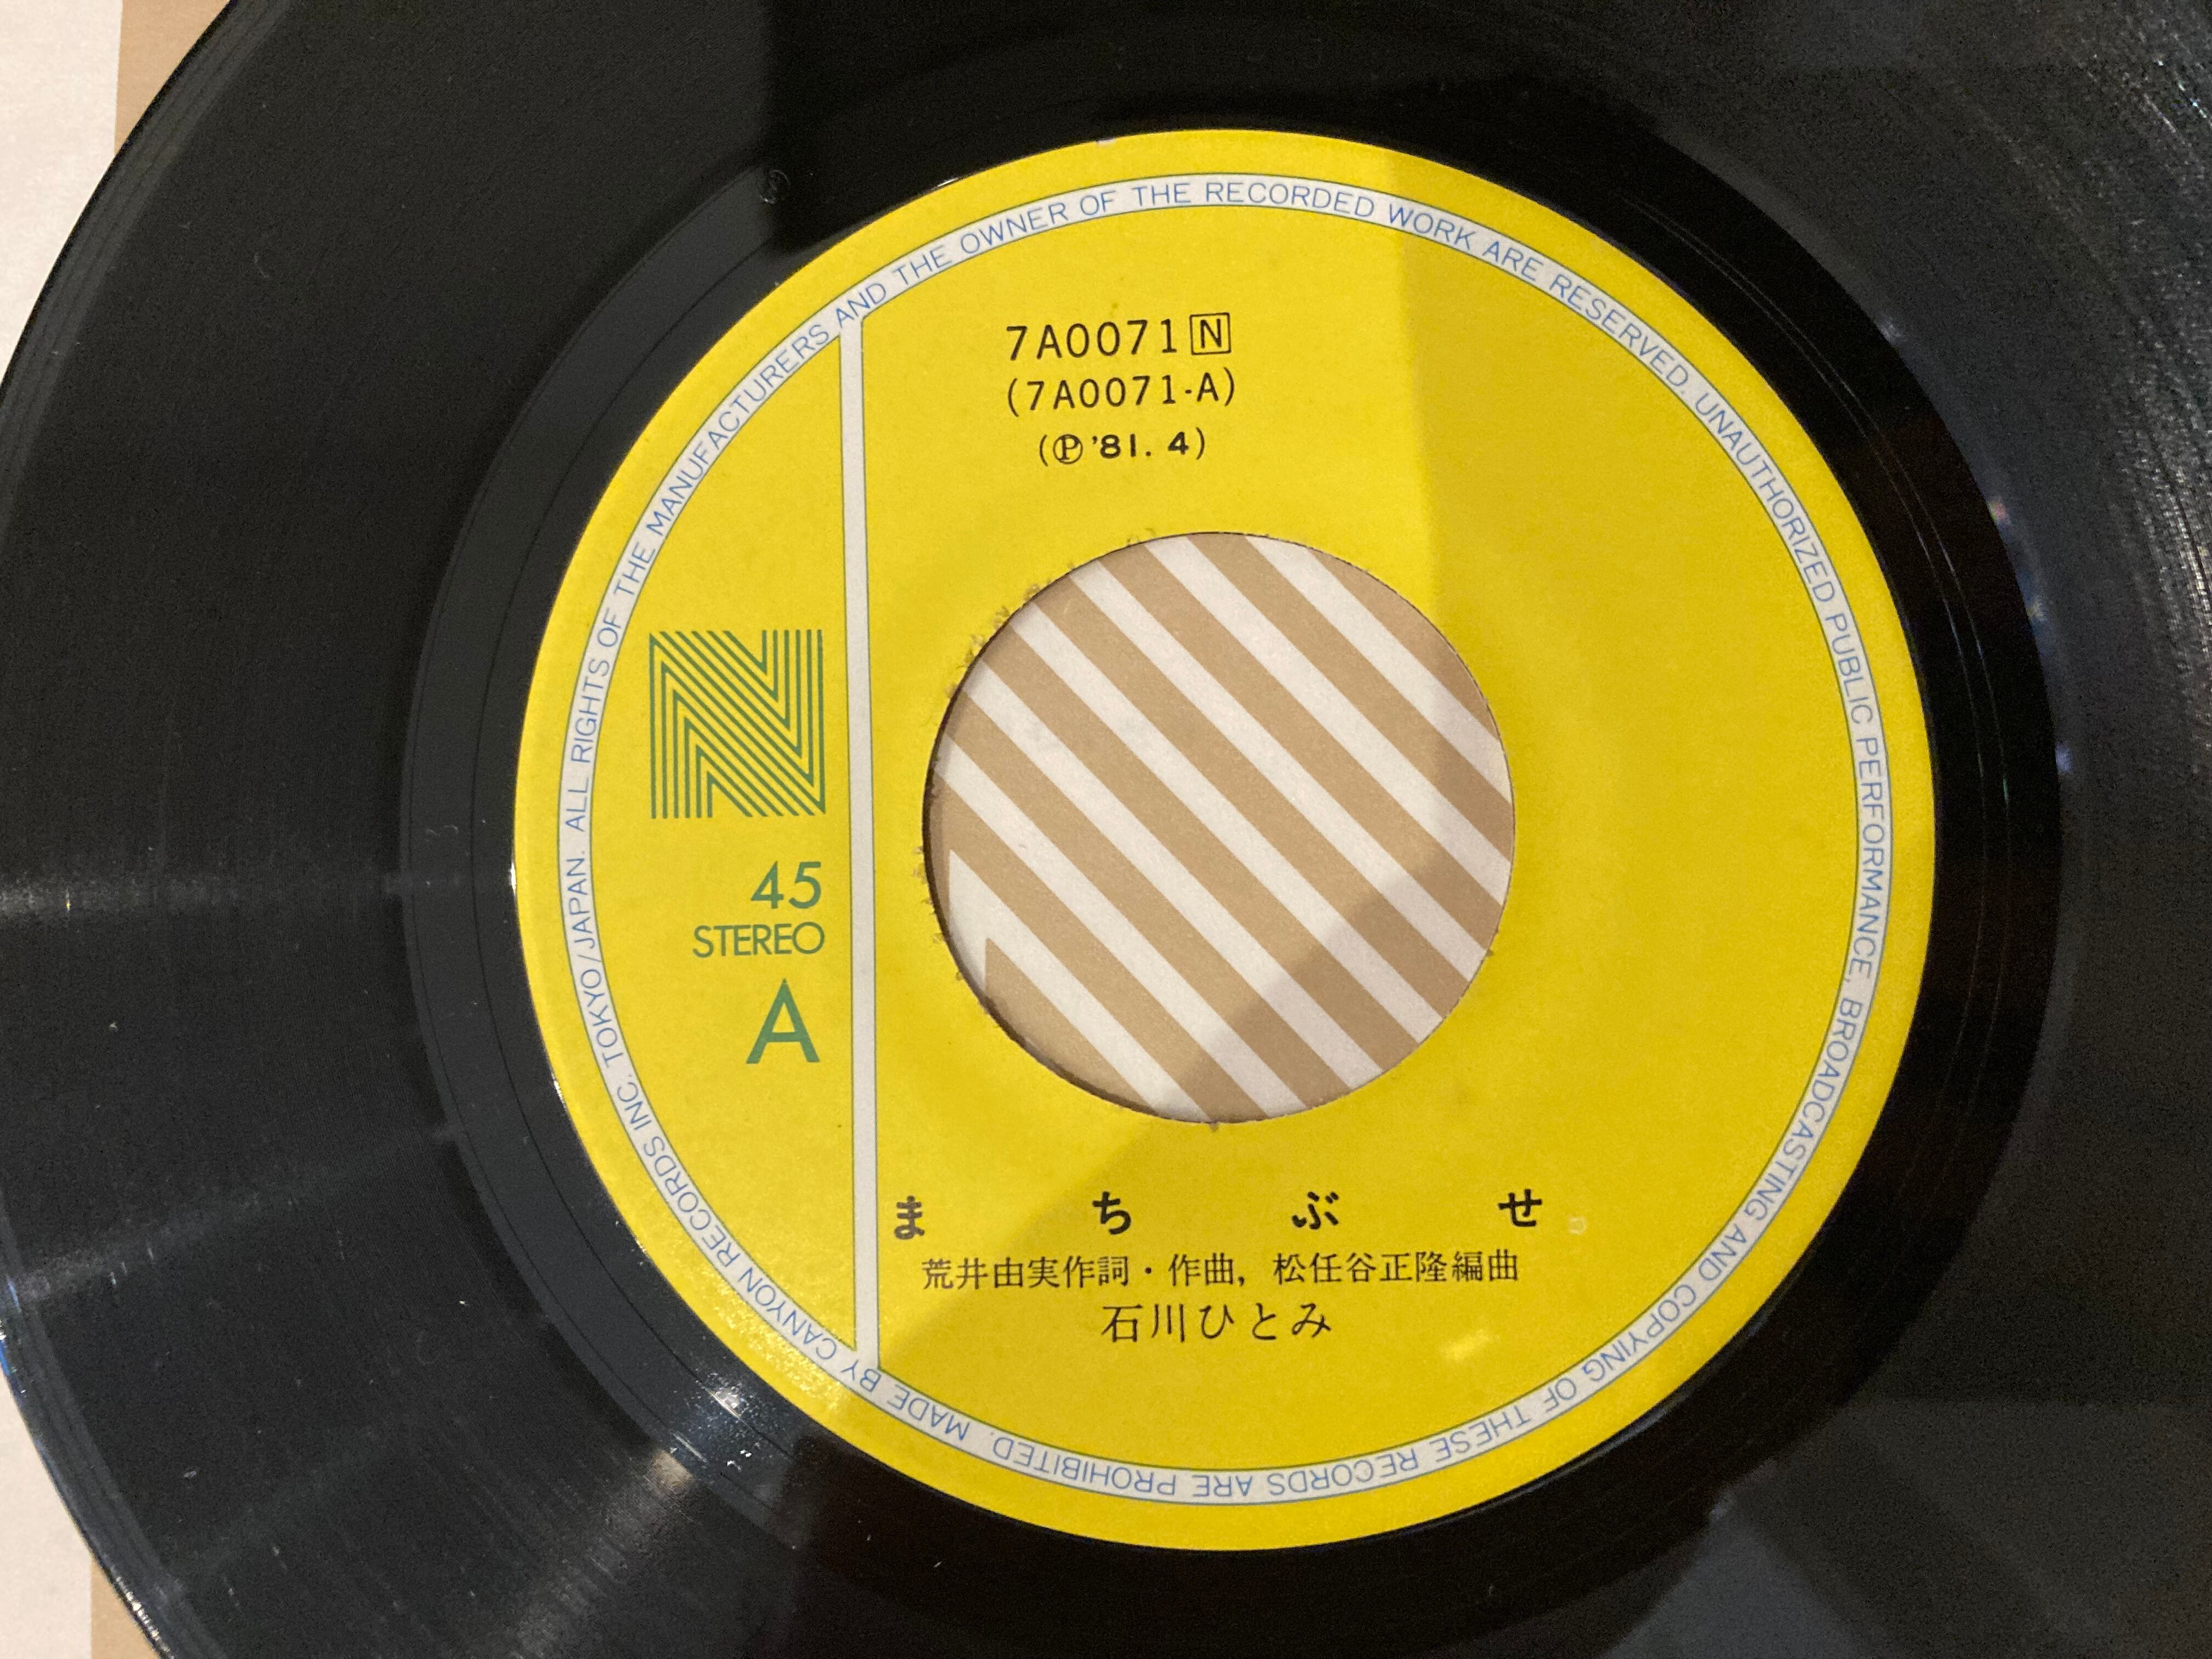 7A0071 N
(7A0071-A)
(Ⓟ'81. 4)
N
45
STEREO
A
まちぶせ
荒井由実作詞・作曲, 松任谷正隆編曲
石川ひとみ
ALL RIGHTS OF THE MANUFACTURERS AND THE OWNER OF THE RECORDED WORK ARE RESERVED. UNAUTHORIZED PUBLIC PERFORMANCE, BROADCASTING AND COPYING OF THESE RECORDS ARE PROHIBITED. MADE BY CANYON RECORDS INC. TOKYO/JAPAN.